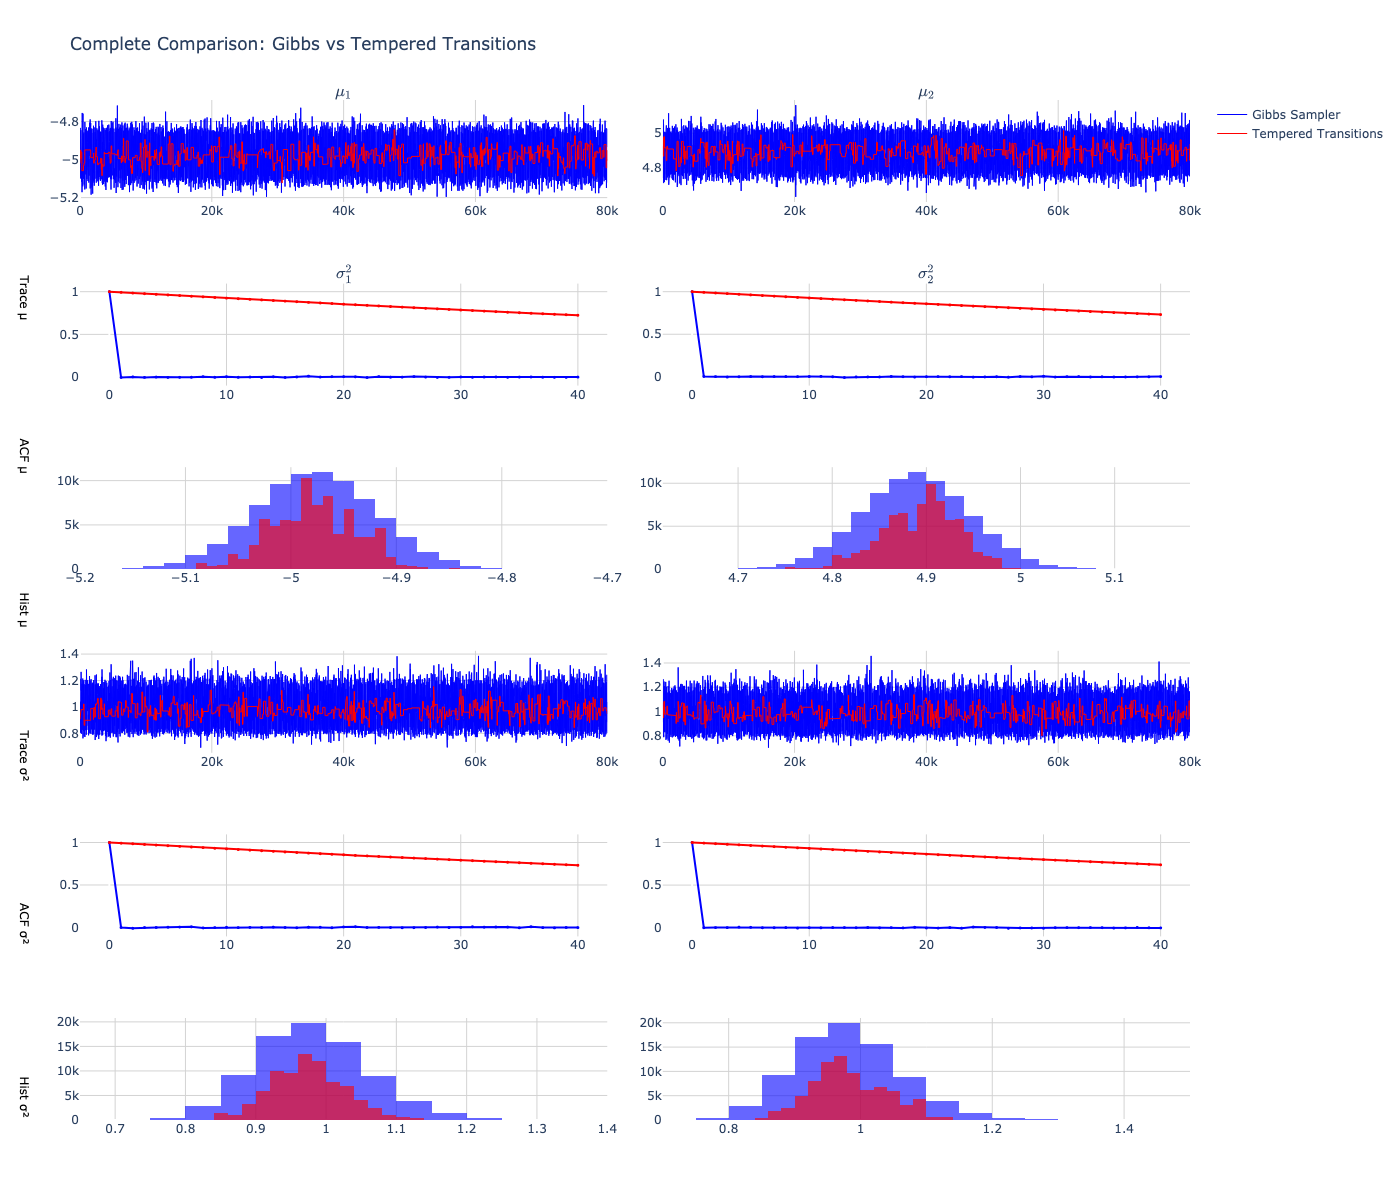 Complete Comparison: Gibbs vs Tempered Transitions
μ₁ μ₂
Gibbs Sampler
Tempered Transitions
−4.8
−5
−5.2
0 20k 40k 60k 80k
5
4.8
0 20k 40k 60k 80k
Trace μ
σ₁² σ₂²
1
0.5
0
0 10 20 30 40
1
0.5
0
0 10 20 30 40
ACF μ
10k
5k
0
−5.2 −5.1 −5 −4.9 −4.8 −4.7
10k
5k
0
4.7 4.8 4.9 5 5.1
Hist μ
1.4
1.2
1
0.8
0 20k 40k 60k 80k
1.4
1.2
1
0.8
0 20k 40k 60k 80k
Trace σ²
1
0.5
0
0 10 20 30 40
1
0.5
0
0 10 20 30 40
ACF σ²
20k
15k
10k
5k
0
0.7 0.8 0.9 1 1.1 1.2 1.3 1.4
20k
15k
10k
5k
0
0.8 1 1.2 1.4
Hist σ²